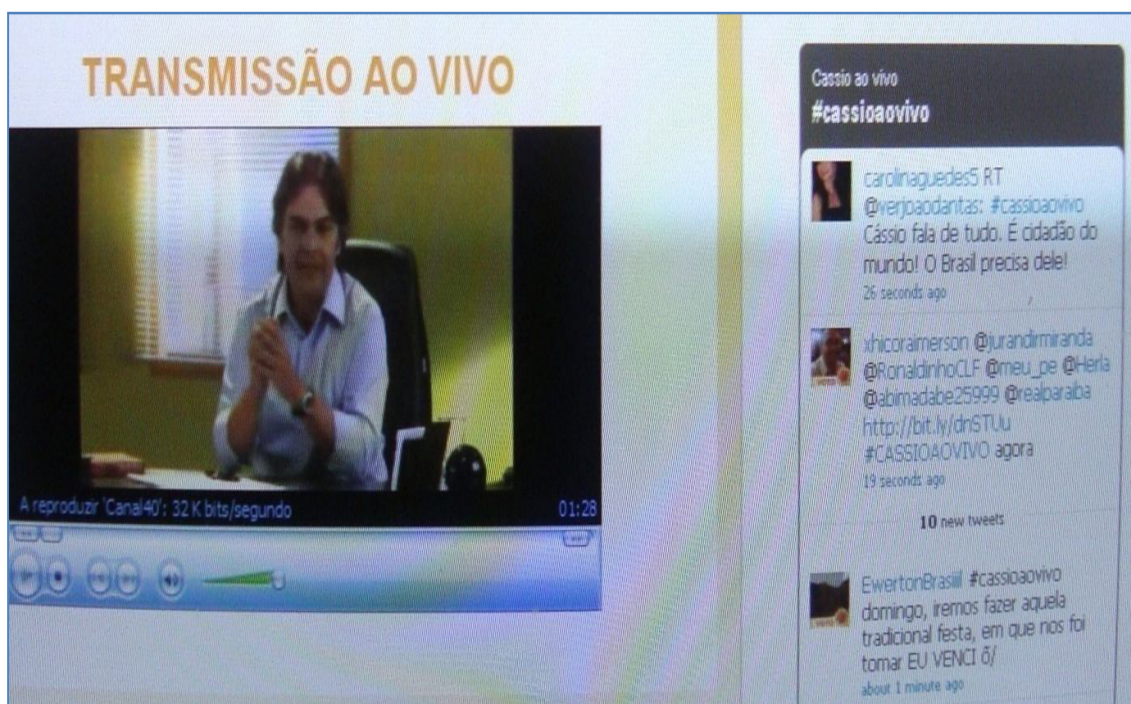 TRANSMISSÃO AO VIVO
A reproduzir 'Canal40': 32 K bits/segundo
01:28
Cassio ao vivo
#cassioaovivo
carolinaguedes5 RT
@verjoaodantas: #cassioaovivo
Cássio fala de tudo. É cidadão do
mundo! O Brasil precisa dele!
26 seconds ago
xhicoraimerson @jurandirmiranda
@RonaldinhoCLF @meu_pe @Herla
@abimadabe25999 @realparaiba
http://bit.ly/dnSTUu
#CASSIOAOVIVO agora
19 seconds ago
10 new tweets
EwertonBrasiiil #cassioaovivo
domingo, iremos fazer aquela
tradicional festa, em que nos foi
tomar EU VENCI õ/
about 1 minute ago